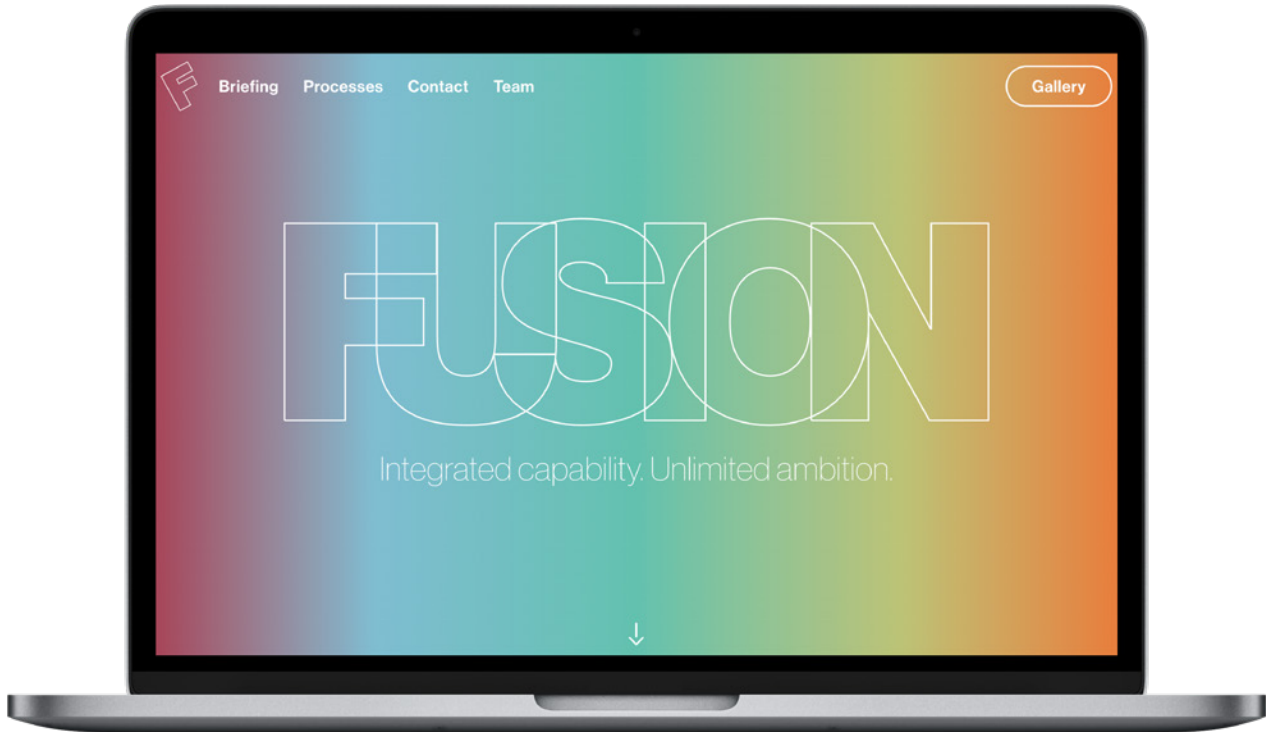 F
Briefing Processes Contact Team Gallery
FUSION
Integrated capability. Unlimited ambition.